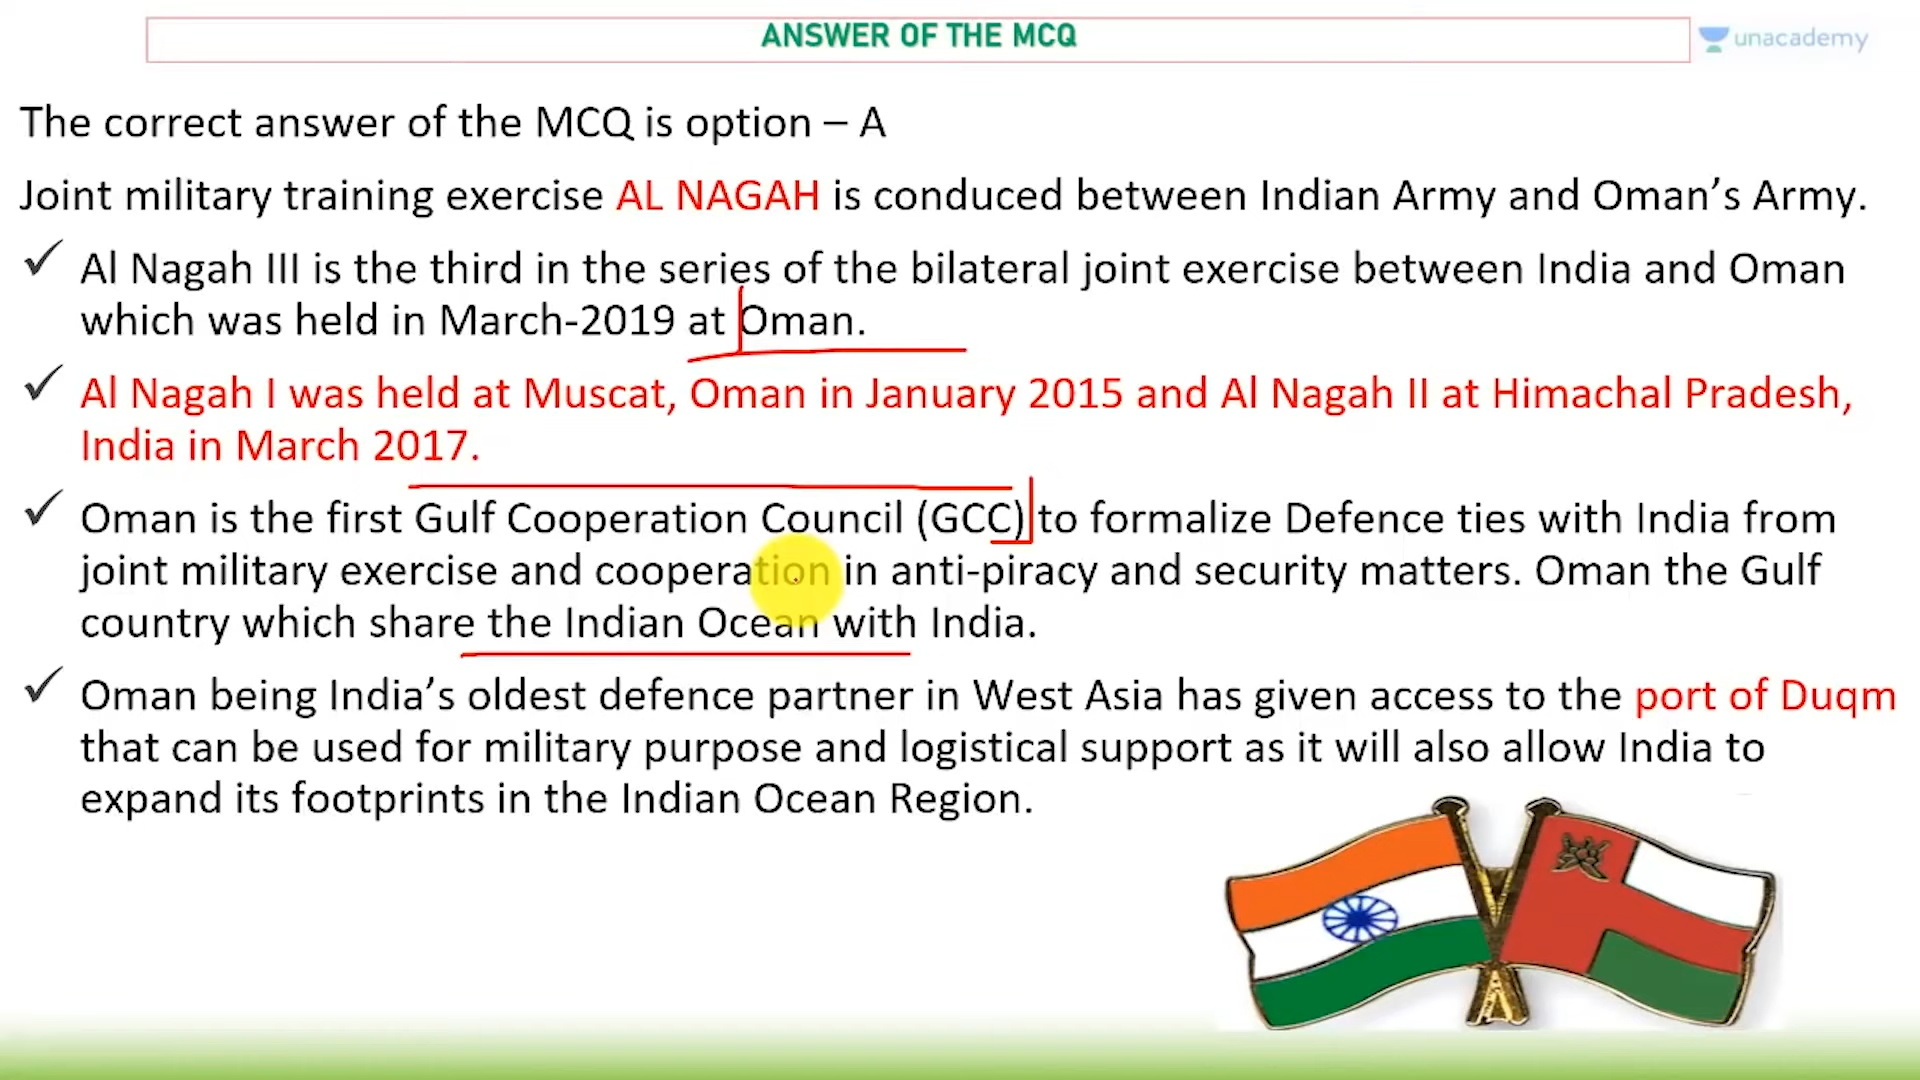 ANSWER OF THE MCQ
unacademy
The correct answer of the MCQ is option – A
Joint military training exercise AL NAGAH is conduced between Indian Army and Oman’s Army.
✓ Al Nagah III is the third in the series of the bilateral joint exercise between India and Oman
which was held in March-2019 at Oman.
✓ Al Nagah I was held at Muscat, Oman in January 2015 and Al Nagah II at Himachal Pradesh,
India in March 2017.
✓ Oman is the first Gulf Cooperation Council (GCC) to formalize Defence ties with India from
joint military exercise and cooperation in anti-piracy and security matters. Oman the Gulf
country which share the Indian Ocean with India.
✓ Oman being India’s oldest defence partner in West Asia has given access to the port of Duqm
that can be used for military purpose and logistical support as it will also allow India to
expand its footprints in the Indian Ocean Region.